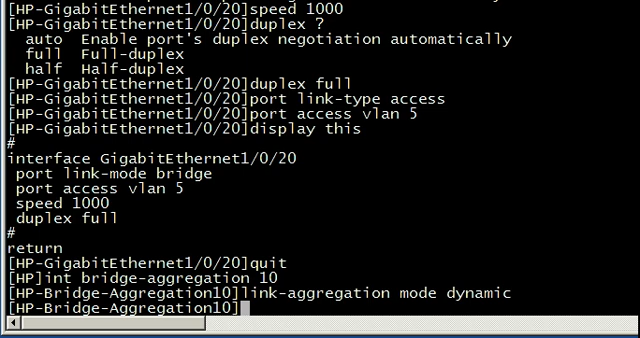 [HP-GigabitEthernet1/0/20]speed 1000
[HP-GigabitEthernet1/0/20]duplex ?
  auto  Enable port's duplex negotiation automatically
  full  Full-duplex
  half  Half-duplex
[HP-GigabitEthernet1/0/20]duplex full
[HP-GigabitEthernet1/0/20]port link-type access
[HP-GigabitEthernet1/0/20]port access vlan 5
[HP-GigabitEthernet1/0/20]display this
#
interface GigabitEthernet1/0/20
 port link-mode bridge
 port access vlan 5
 speed 1000
 duplex full
#
return
[HP-GigabitEthernet1/0/20]quit
[HP]int bridge-aggregation 10
[HP-Bridge-Aggregation10]link-aggregation mode dynamic
[HP-Bridge-Aggregation10]